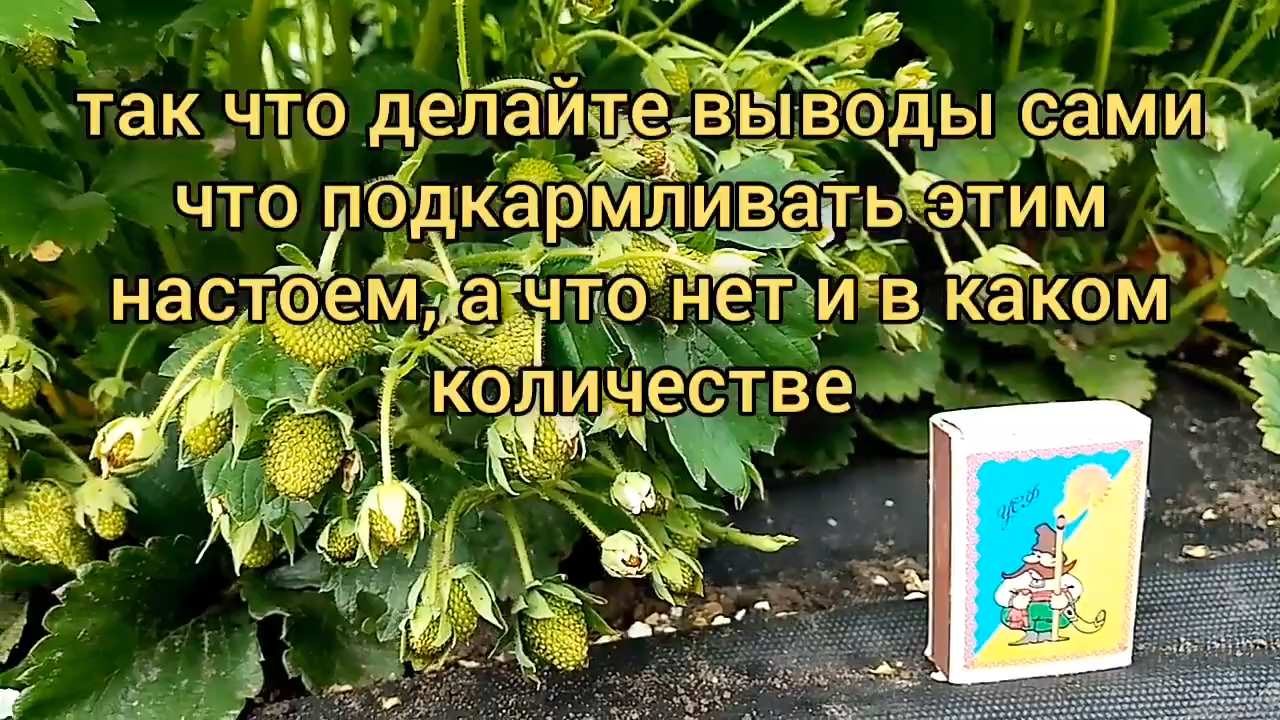 так что делайте выводы сами
что подкармливать этим
настоем, а что нет и в каком
количестве